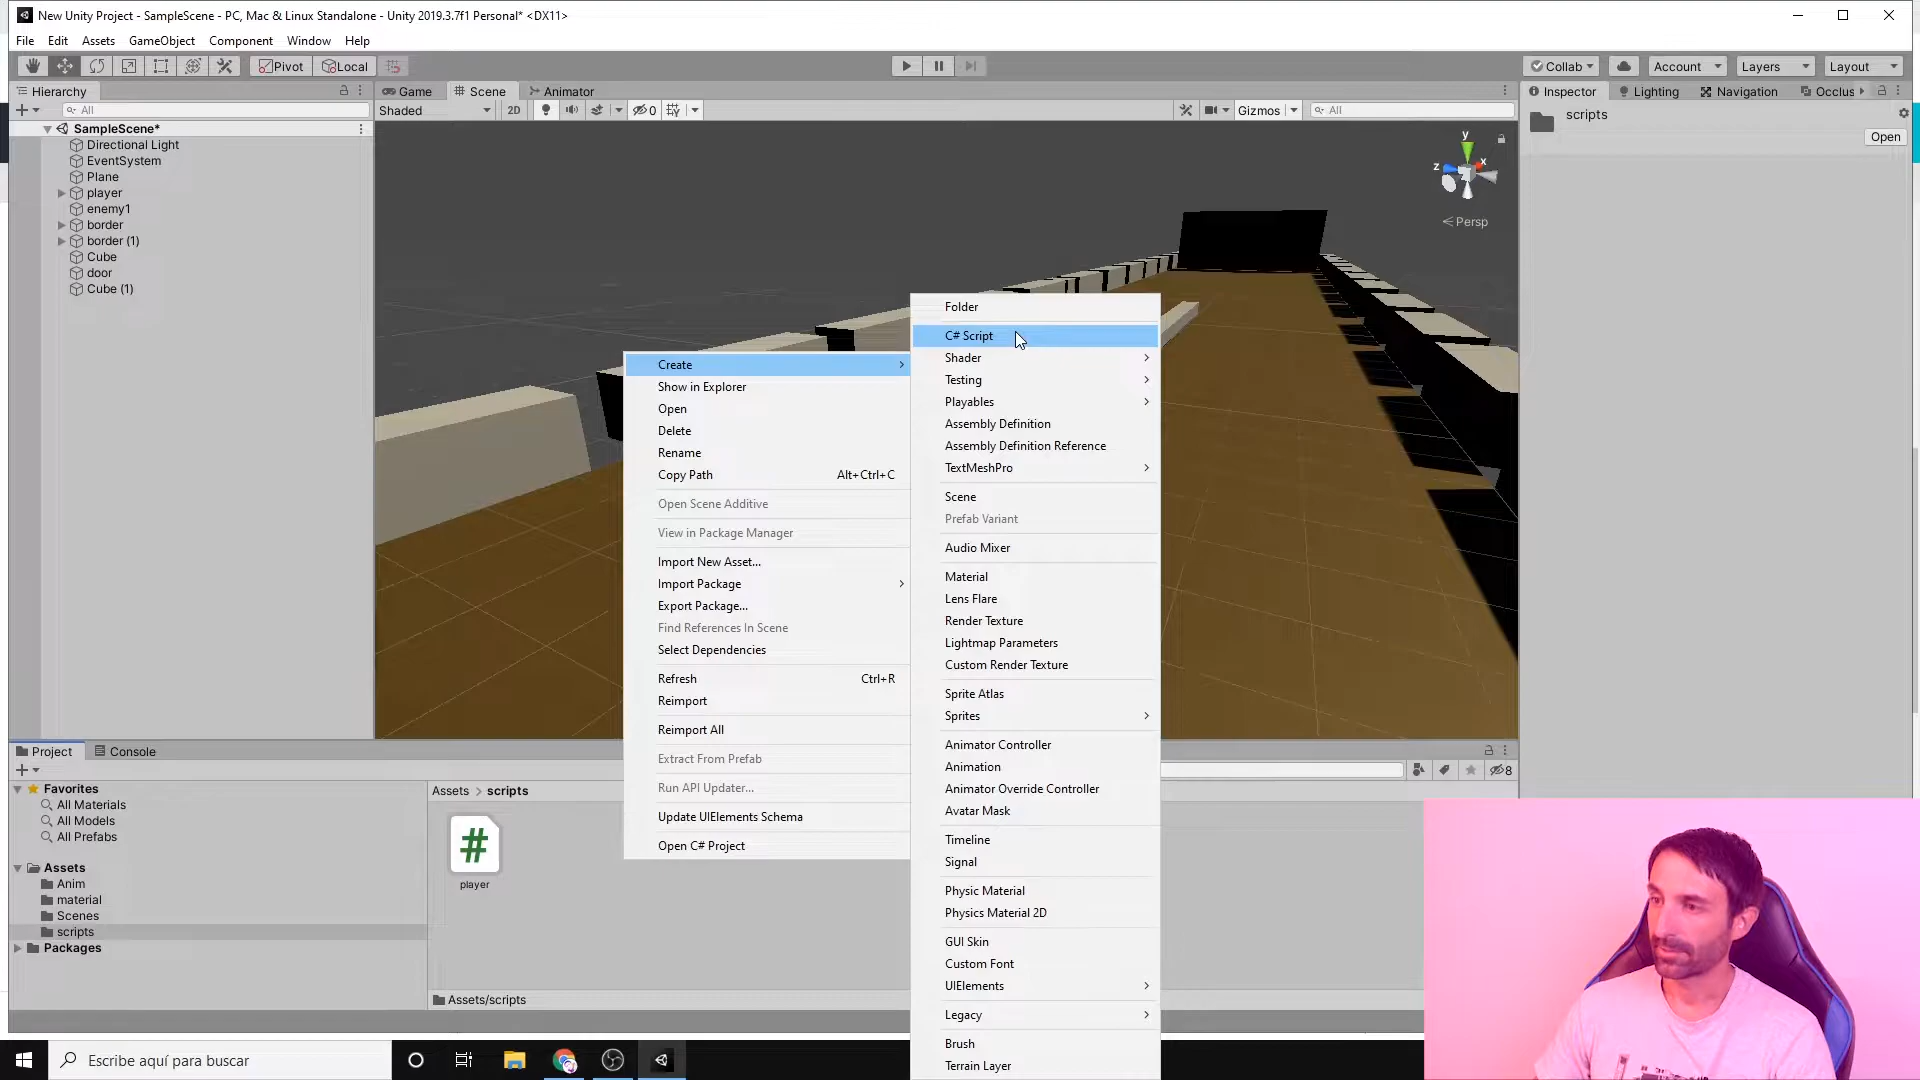 New Unity Project - SampleScene - PC, Mac & Linux Standalone - Unity 2019.3.7f1 Personal* <DX11>
File Edit Assets GameObject Component Window Help
Pivot Local Collab Account Layers Layout
Hierarchy
All
SampleScene*
Directional Light
EventSystem
Plane
player
enemy1
border
border (1)
Cube
door
Cube (1)
Game Scene Animator
Shaded 2D 0 Gizmos All
y
z x
Persp
Inspector Lighting Navigation Occlus
scripts
Open
Create
Show in Explorer
Open
Delete
Rename
Copy Path Alt+Ctrl+C
Open Scene Additive
View in Package Manager
Import New Asset...
Import Package
Export Package...
Find References In Scene
Select Dependencies
Refresh Ctrl+R
Reimport
Reimport All
Extract From Prefab
Run API Updater...
Update UIElements Schema
Open C# Project
Folder
C# Script
Shader
Testing
Playables
Assembly Definition
Assembly Definition Reference
TextMeshPro
Scene
Prefab Variant
Audio Mixer
Material
Lens Flare
Render Texture
Lightmap Parameters
Custom Render Texture
Sprite Atlas
Sprites
Animator Controller
Animation
Animator Override Controller
Avatar Mask
Timeline
Signal
Physic Material
Physics Material 2D
GUI Skin
Custom Font
UIElements
Legacy
Brush
Terrain Layer
Project Console
8
Favorites
All Materials
All Models
All Prefabs
Assets
Anim
material
Scenes
scripts
Packages
Assets > scripts
#
player
Assets/scripts
Escribe aquí para buscar